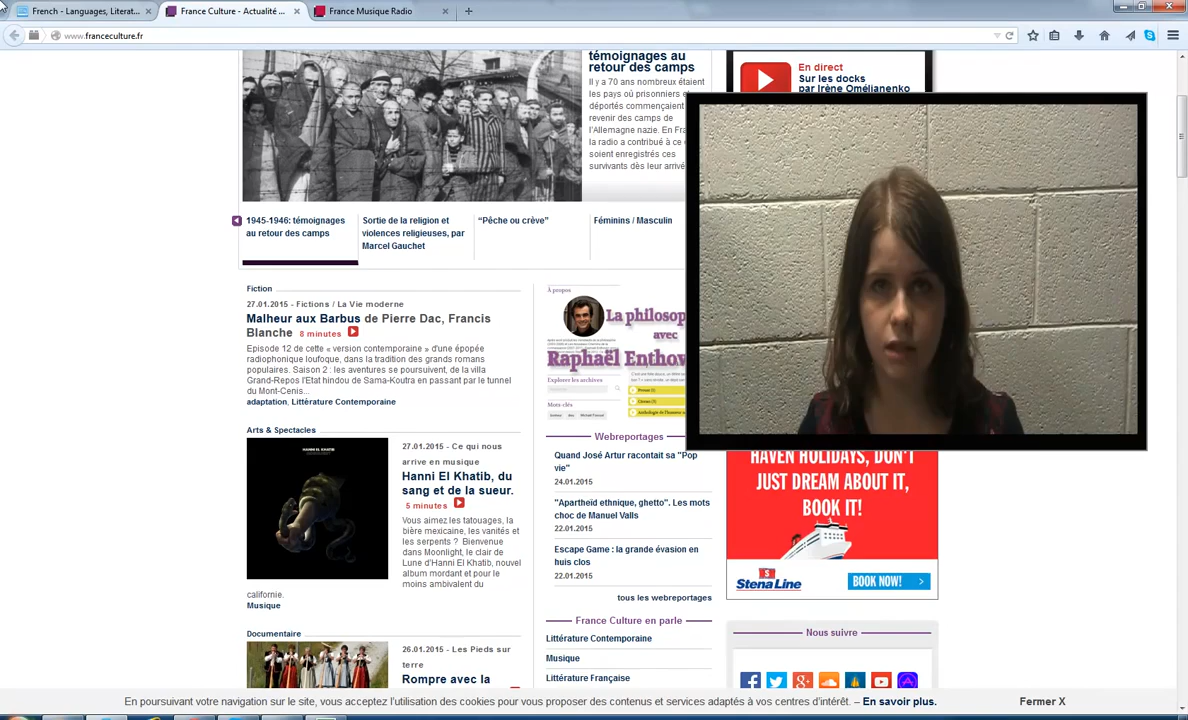 French - Languages, Literat...
France Culture - Actualité ...
France Musique Radio
www.franceculture.fr
témoignages au
retour des camps
Il y a 70 ans nombreux étaient
les pays où prisonniers e
déportés commençaient
revenir des camps de
l'Allemagne nazie. En Fra
la radio a contribué à ce
soient enregistrés ces
survivants dès leur arrivé
En direct
Sur les docks
par Irène Omélianenko
1945-1946: témoignages
au retour des camps
Sortie de la religion et
violences religieuses, par
Marcel Gauchet
“Pêche ou crève”
Féminins / Masculin
Fiction
27.01.2015 - Fictions / La Vie moderne
Malheur aux Barbus de Pierre Dac, Francis
Blanche 8 minutes
Episode 12 de cette « version contemporaine » d'une épopée
radiophonique loufoque, dans la tradition des grands romans
populaires. Saison 2 : les aventures se poursuivent, de la villa
Grand-Repos l'Etat hindou de Sama-Koutra en passant par le tunnel
du Mont-Cenis...
adaptation, Littérature Contemporaine
Arts & Spectacles
27.01.2015 - Ce qui nous
arrive en musique
Hanni El Khatib, du
sang et de la sueur.
5 minutes
Vous aimez les tatouages, la
bière mexicaine, les vanités et
les serpents ? Bienvenue
dans Moonlight, le clair de
Lune d'Hanni El Khatib, nouvel
album mordant et pour le
moins ambivalent du
californie.
Musique
HANNI EL KHATIB
Documentaire
26.01.2015 - Les Pieds sur
terre
Rompre avec la
À propos
La philosop
avec
Raphaël Enthov
Explorer les archives
Mots-clés
Webreportages
Quand José Artur racontait sa "Pop
vie"
24.01.2015
"Apartheid ethnique, ghetto". Les mots
choc de Manuel Valls
22.01.2015
Escape Game : la grande évasion en
huis clos
22.01.2015
tous les webreportages
France Culture en parle
Littérature Contemporaine
Musique
Littérature Française
HAVEN HOLIDAYS, DON'T
JUST DREAM ABOUT IT,
BOOK IT!
Stena Line
BOOK NOW! >
Nous suivre
En poursuivant votre navigation sur le site, vous acceptez l'utilisation des cookies pour vous proposer des contenus et services adaptés à vos centres d'intérêt. – En savoir plus.
Fermer X